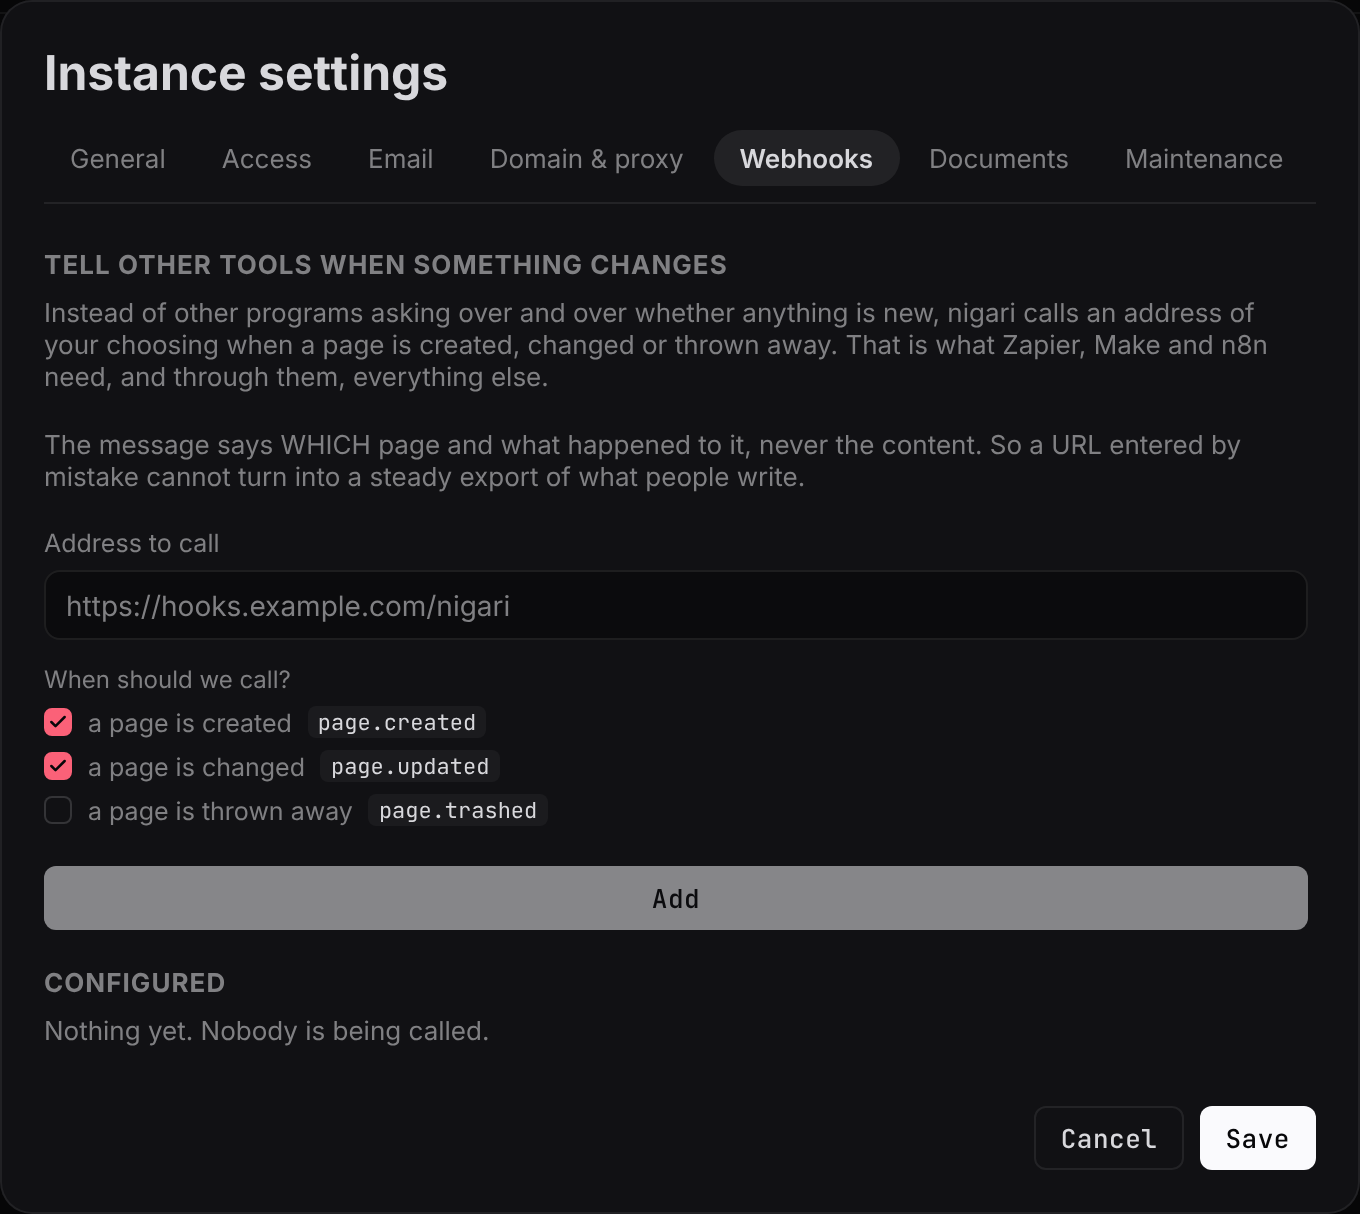 Instance settings
General Access Email Domain & proxy Webhooks Documents Maintenance
TELL OTHER TOOLS WHEN SOMETHING CHANGES
Instead of other programs asking over and over whether anything is new, nigari calls an address of
your choosing when a page is created, changed or thrown away. That is what Zapier, Make and n8n
need, and through them, everything else.
The message says WHICH page and what happened to it, never the content. So a URL entered by
mistake cannot turn into a steady export of what people write.
Address to call
https://hooks.example.com/nigari
When should we call?
a page is created page.created
a page is changed page.updated
a page is thrown away page.trashed
Add
CONFIGURED
Nothing yet. Nobody is being called.
Cancel Save